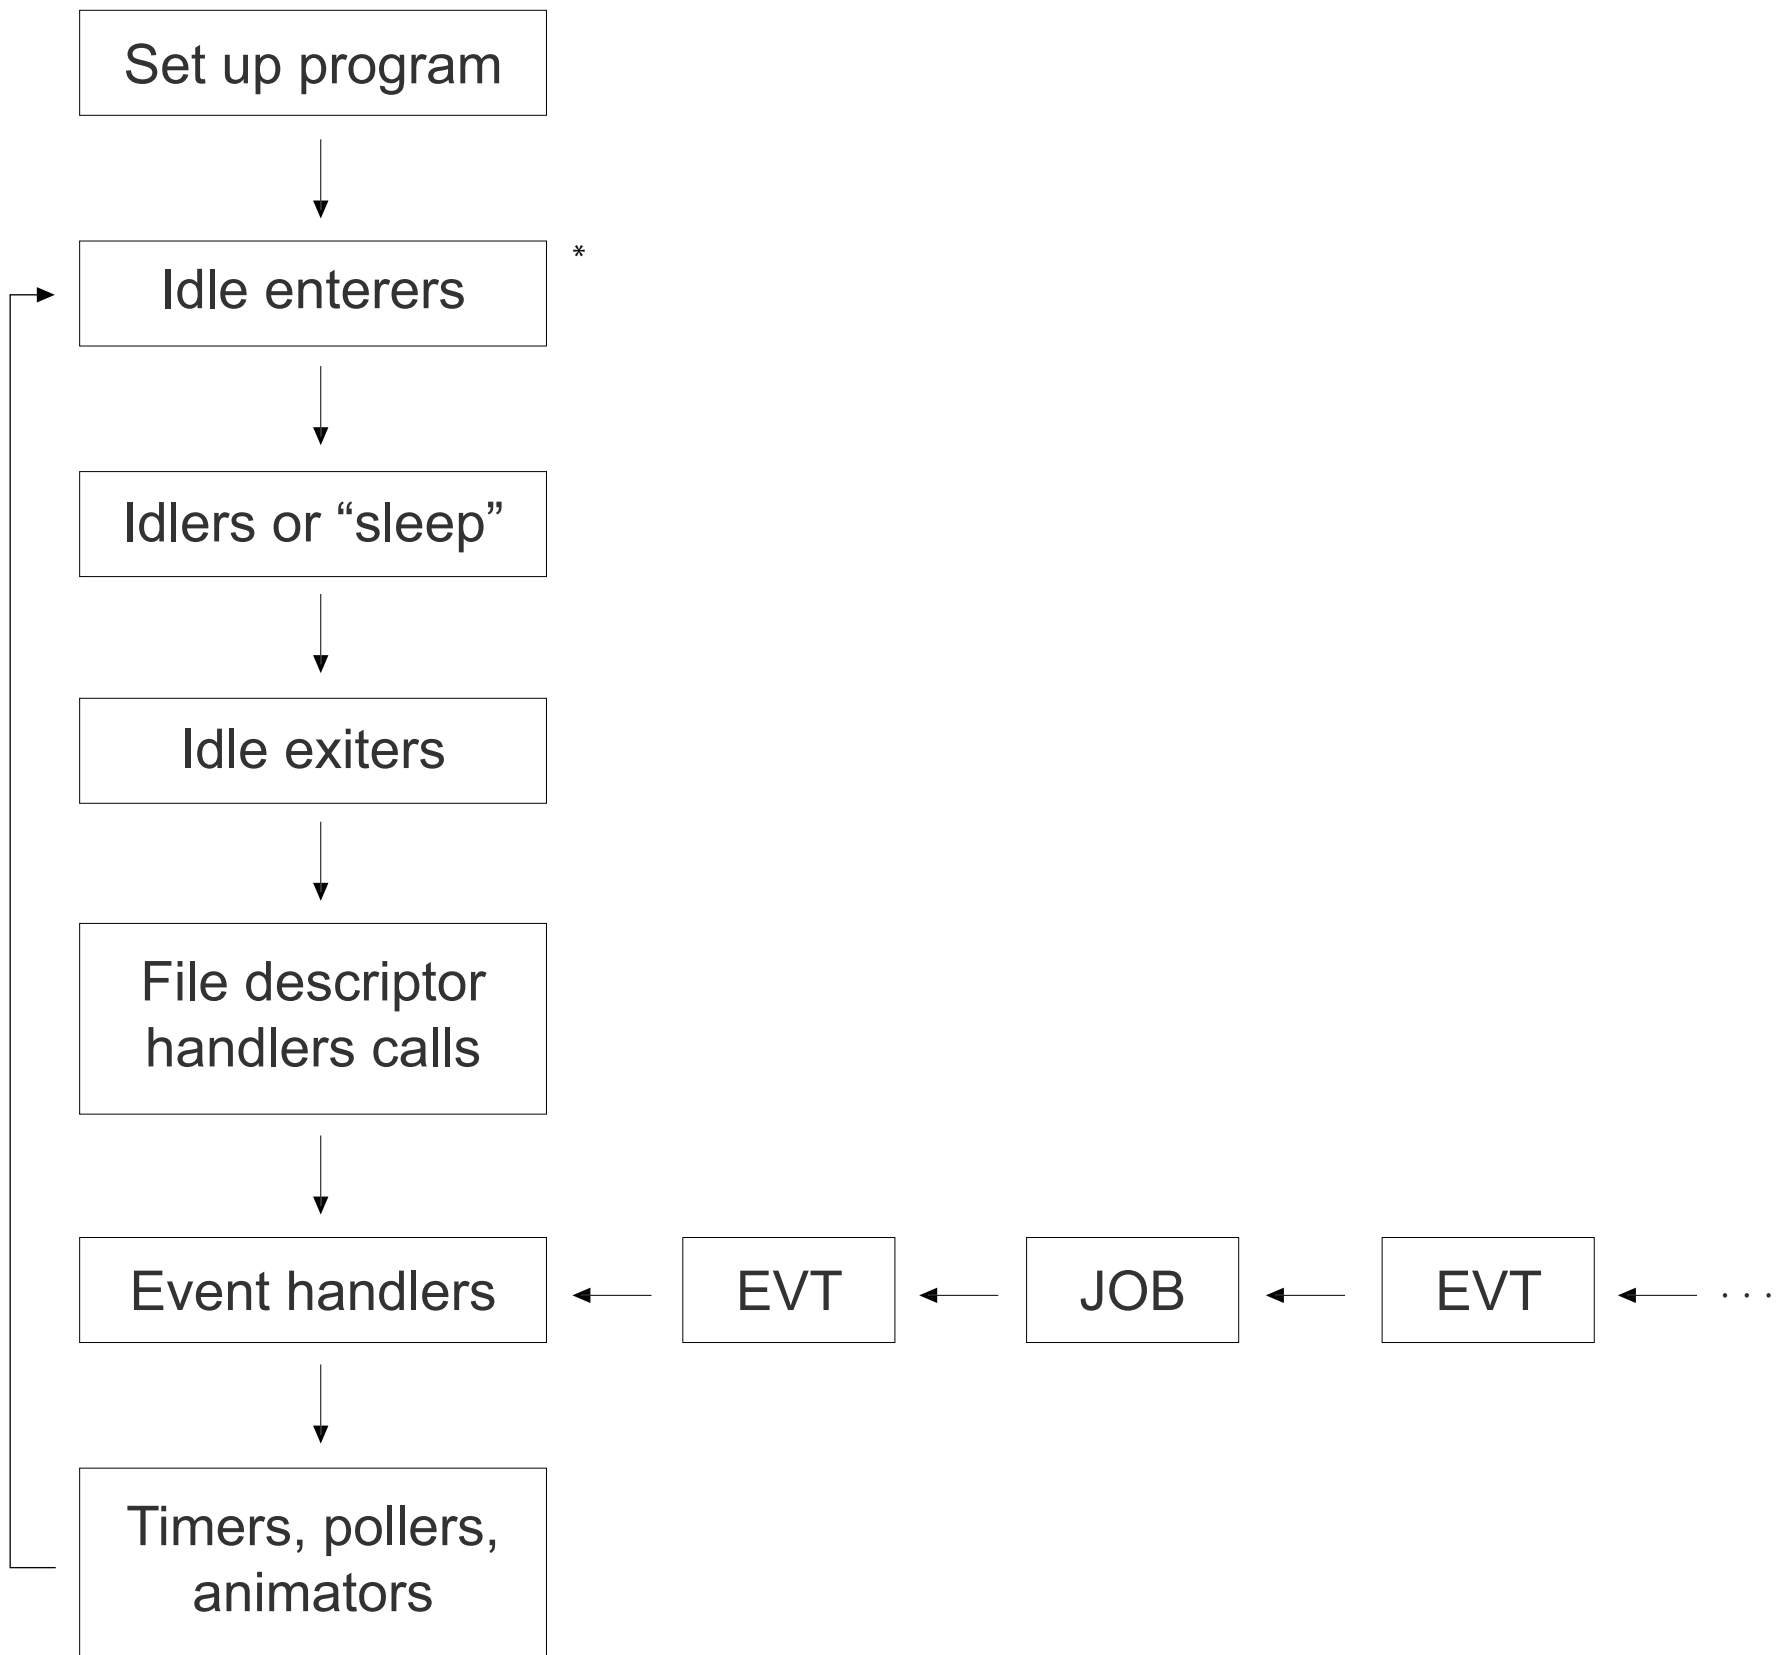 Set up program
Idle enterers *
Idlers or “sleep”
Idle exiters
File descriptor
handlers calls
Event handlers EVT JOB EVT . . .
Timers, pollers,
animators